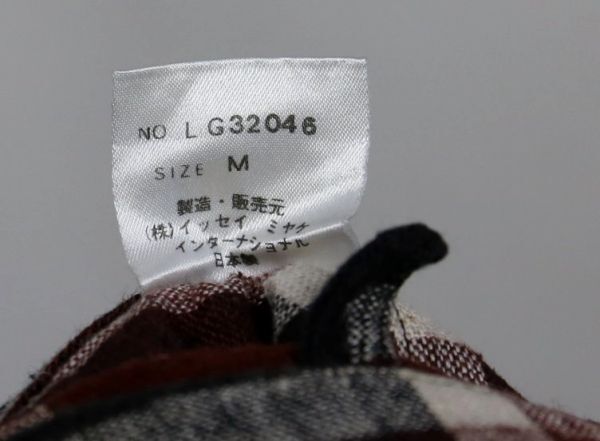 NO LG32046
SIZE M
製造・販売元
(株)イッセイ ミヤケ
インターナショナル
日本製